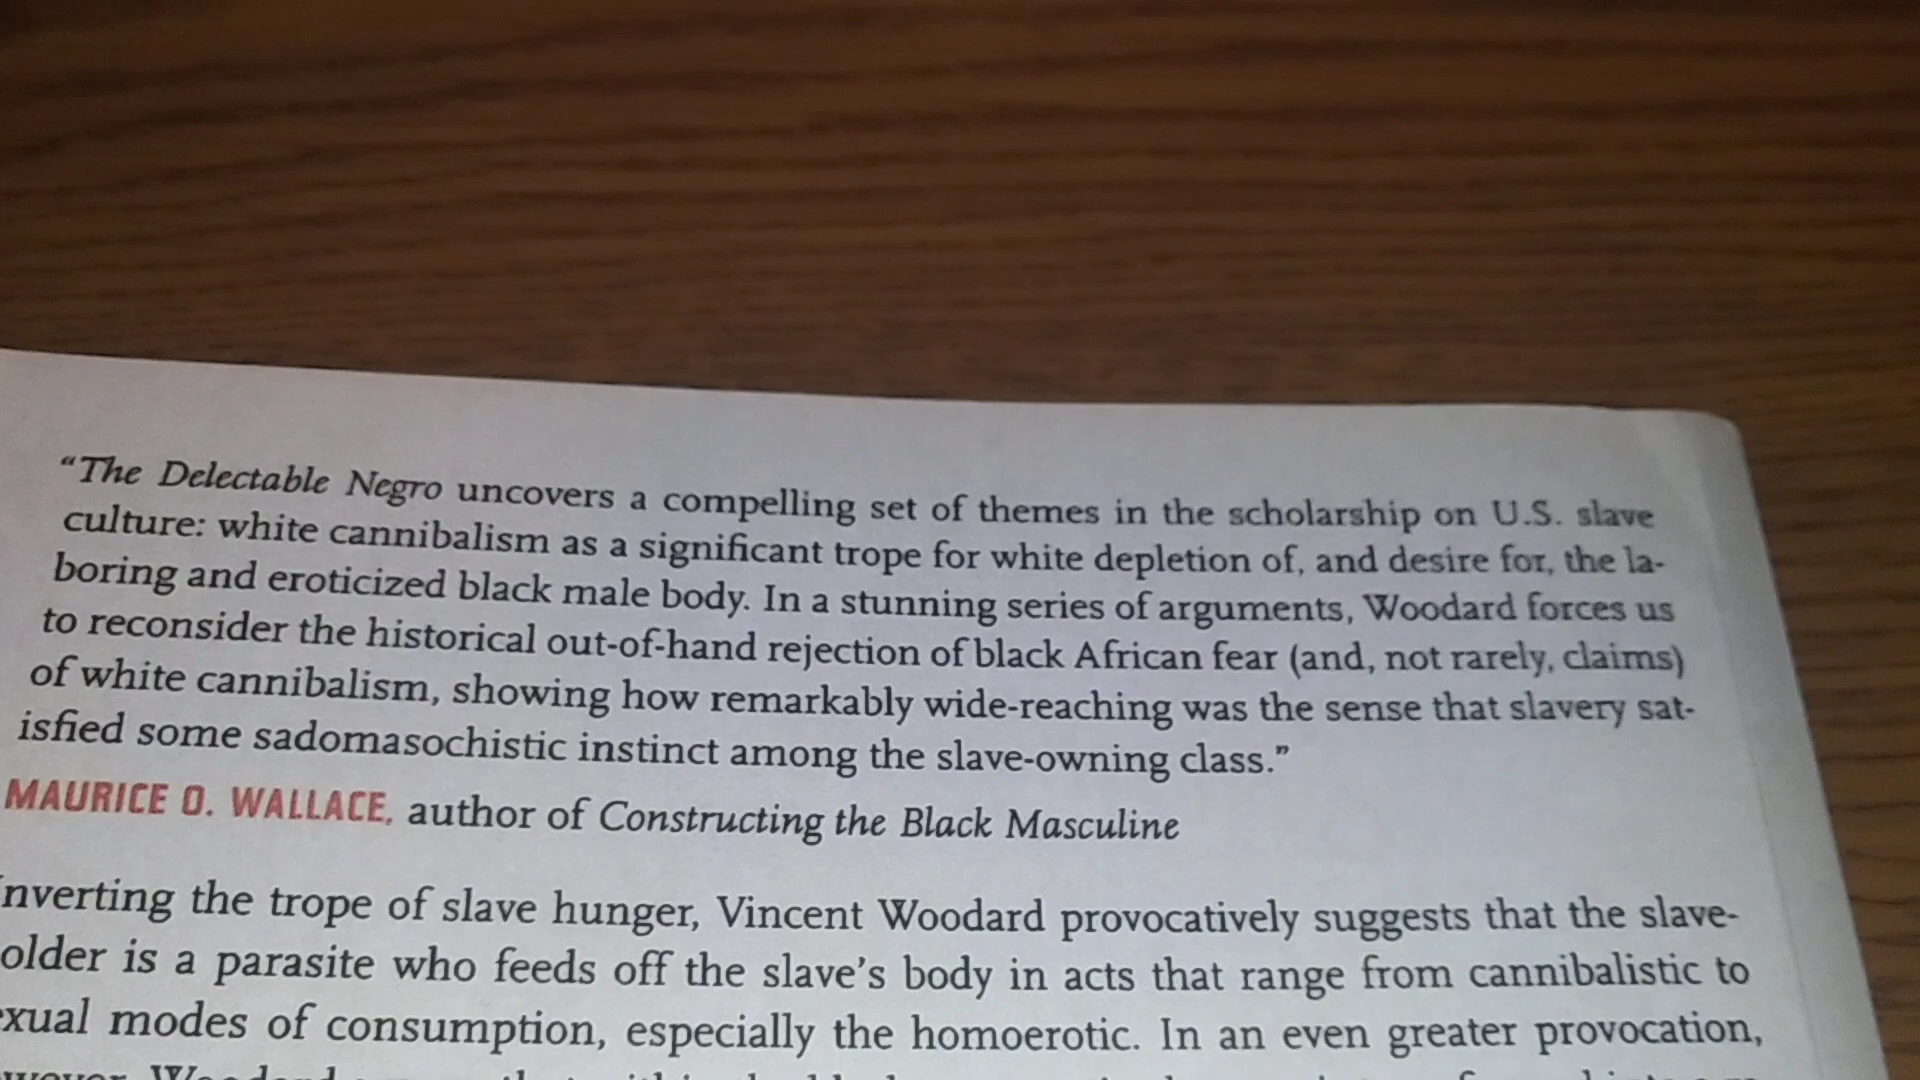 “The Delectable Negro uncovers a compelling set of themes in the scholarship on U.S. slave
culture: white cannibalism as a significant trope for white depletion of, and desire for, the la-
boring and eroticized black male body. In a stunning series of arguments, Woodard forces us
to reconsider the historical out-of-hand rejection of black African fear (and, not rarely, claims)
of white cannibalism, showing how remarkably wide-reaching was the sense that slavery sat-
isfied some sadomasochistic instinct among the slave-owning class.”
MAURICE O. WALLACE, author of Constructing the Black Masculine
nverting the trope of slave hunger, Vincent Woodard provocatively suggests that the slave-
older is a parasite who feeds off the slave’s body in acts that range from cannibalistic to
xual modes of consumption, especially the homoerotic. In an even greater provocation,